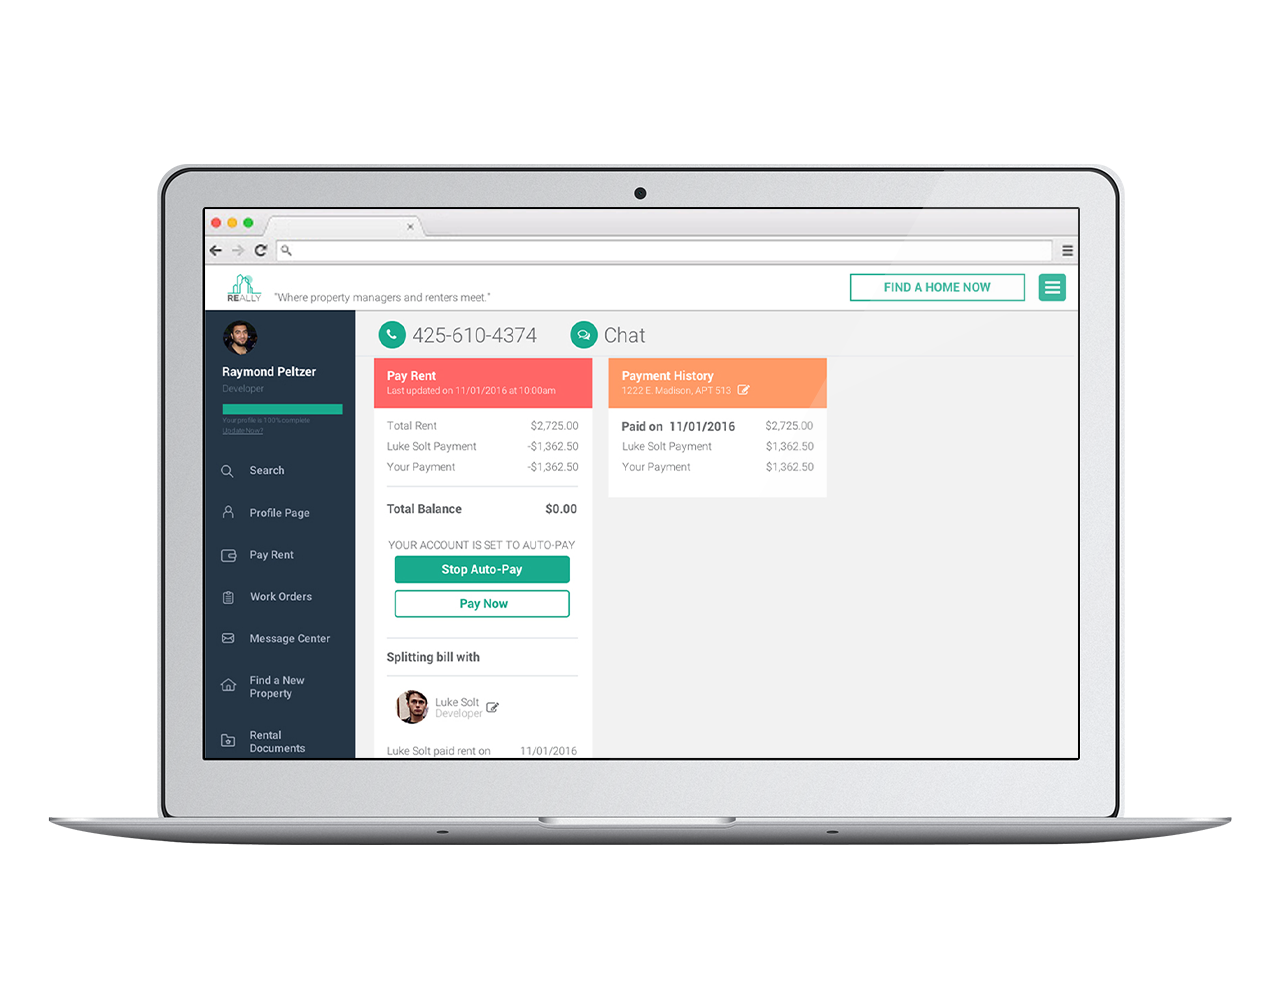 REALLY
"Where property managers and renters meet."
FIND A HOME NOW
425-610-4374
Chat
Raymond Peltzer
Developer
Your profile is 100% complete
Update Now?
Search
Profile Page
Pay Rent
Work Orders
Message Center
Find a New
Property
Rental
Documents
Pay Rent
Last updated on 11/01/2016 at 10:00am
Total Rent $2,725.00
Luke Solt Payment -$1,362.50
Your Payment -$1,362.50
Total Balance $0.00
YOUR ACCOUNT IS SET TO AUTO-PAY
Stop Auto-Pay
Pay Now
Splitting bill with
Luke Solt
Developer
Luke Solt paid rent on 11/01/2016
Payment History
1222 E. Madison, APT 513
Paid on 11/01/2016 $2,725.00
Luke Solt Payment $1,362.50
Your Payment $1,362.50